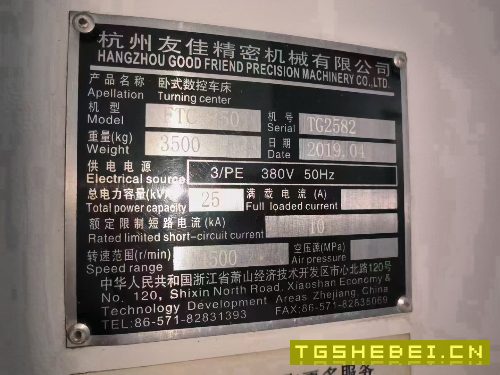 杭州友佳精密机械有限公司
HANGZHOU GOOD FRIEND PRECISION MACHINERY CO.,LTD.
产品名称 卧式数控车床
Apellation Turning center
机型 机号
Model Serial TG2582
重量(kg) 3500 日期
Weight Date 2019.04
供电电源
Electrical source 3/PE 380V 50Hz
总电力容量(kVA) 25 满载电流(A)
Total power capacity Full loaded current
额定限制短路电流(kA) 10
Rated limited short-circuit current
转速范围(r/min) 4500 空压源(MPa)
Speed range Air pressure
中华人民共和国浙江省萧山经济技术开发区市心北路120号
No. 120, Shixin North Road, Xiaoshan Economy &
Technology Development Areas Zhejiang, China
TEL:86-571-82831393 FAX:86-571-82835069
TGSHEBEI.CN